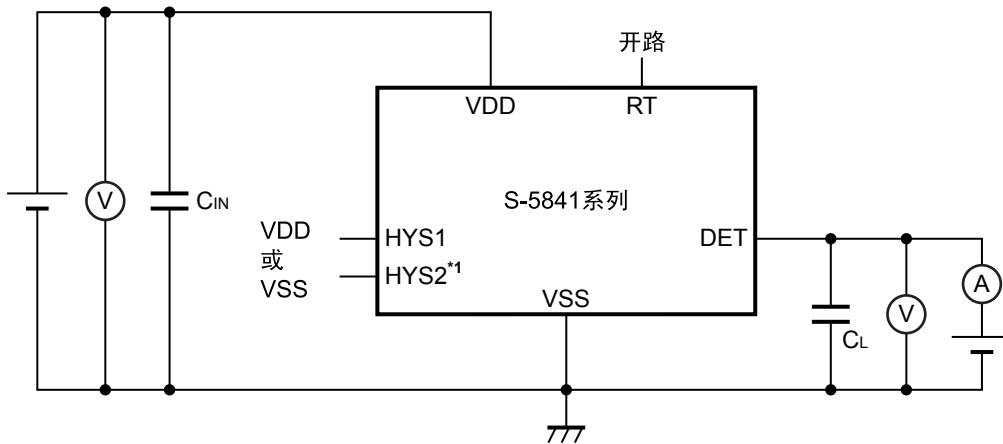 开路
VDD
RT
V
CIN
S-5841系列
VDD
或
VSS
HYS1
HYS2*1
DET
VSS
CL
V
A